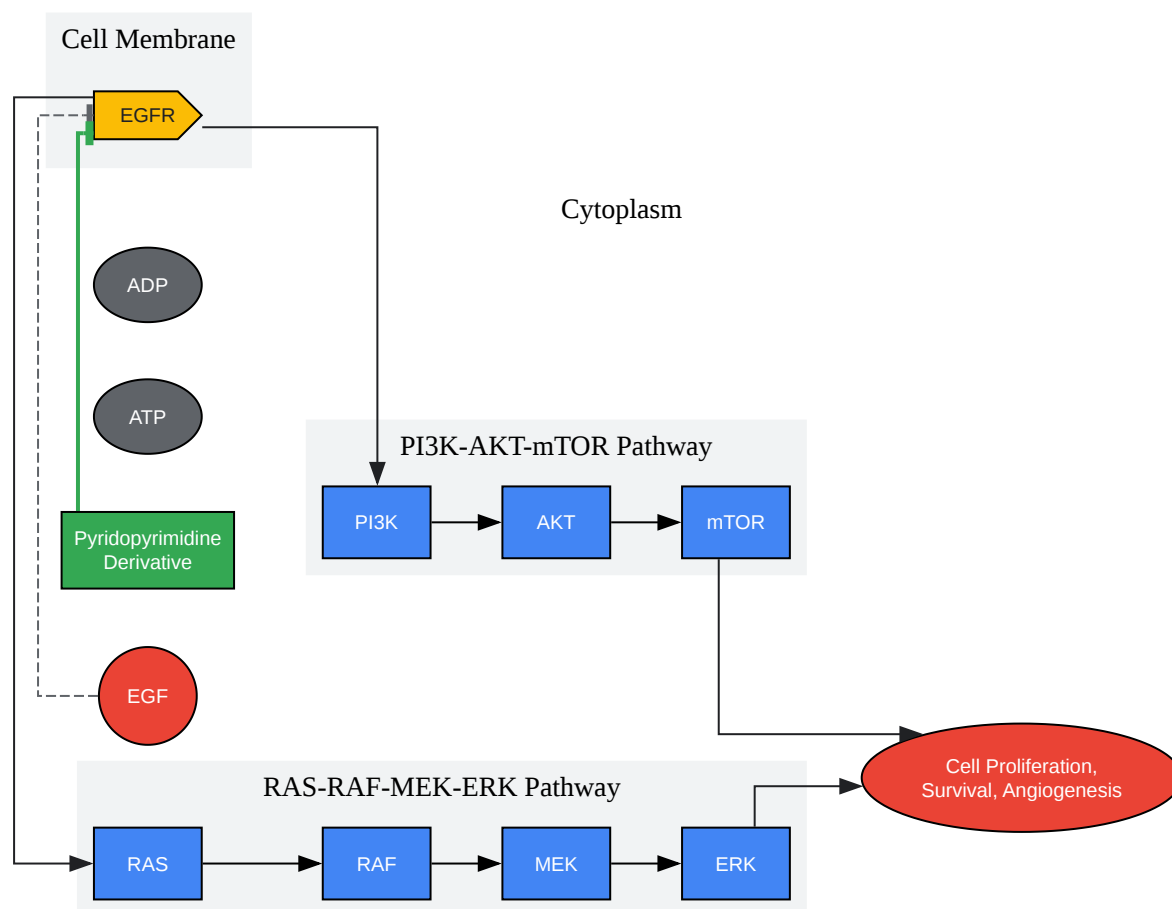 Cell Membrane
EGFR
Cytoplasm
ADP
ATP
PI3K-AKT-mTOR Pathway
PI3K
AKT
mTOR
Pyridopyrimidine
Derivative
EGF
Cell Proliferation,
Survival, Angiogenesis
RAS-RAF-MEK-ERK Pathway
RAS
RAF
MEK
ERK